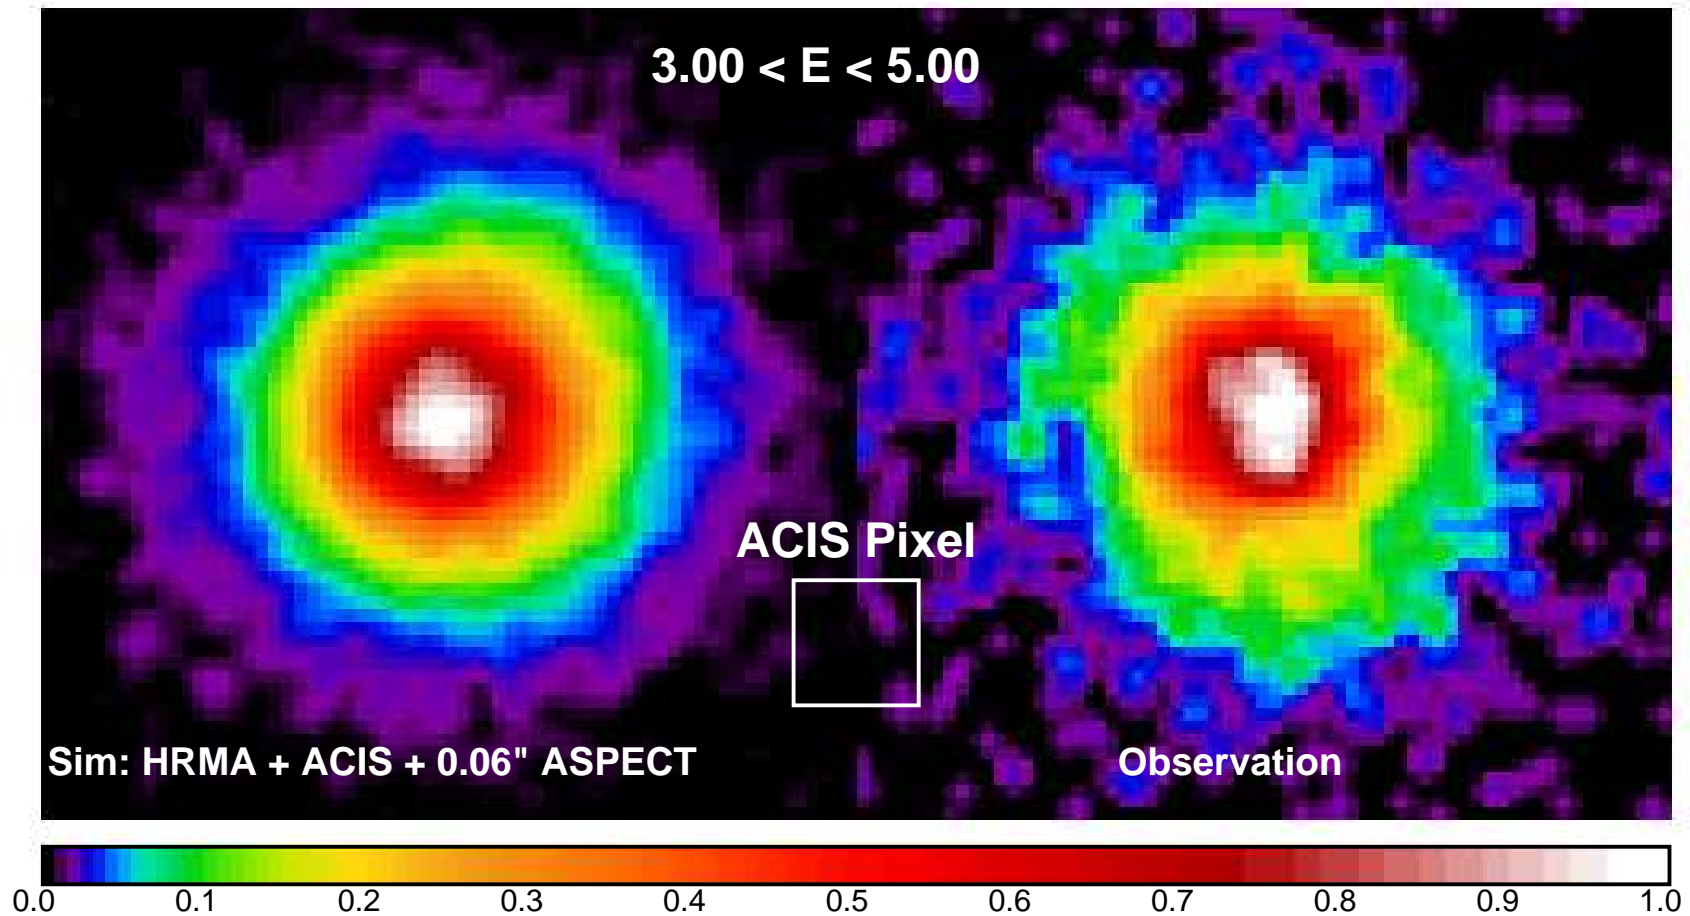 3.00 < E < 5.00
ACIS Pixel
Sim: HRMA + ACIS + 0.06" ASPECT
Observation
0.0 0.1 0.2 0.3 0.4 0.5 0.6 0.7 0.8 0.9 1.0